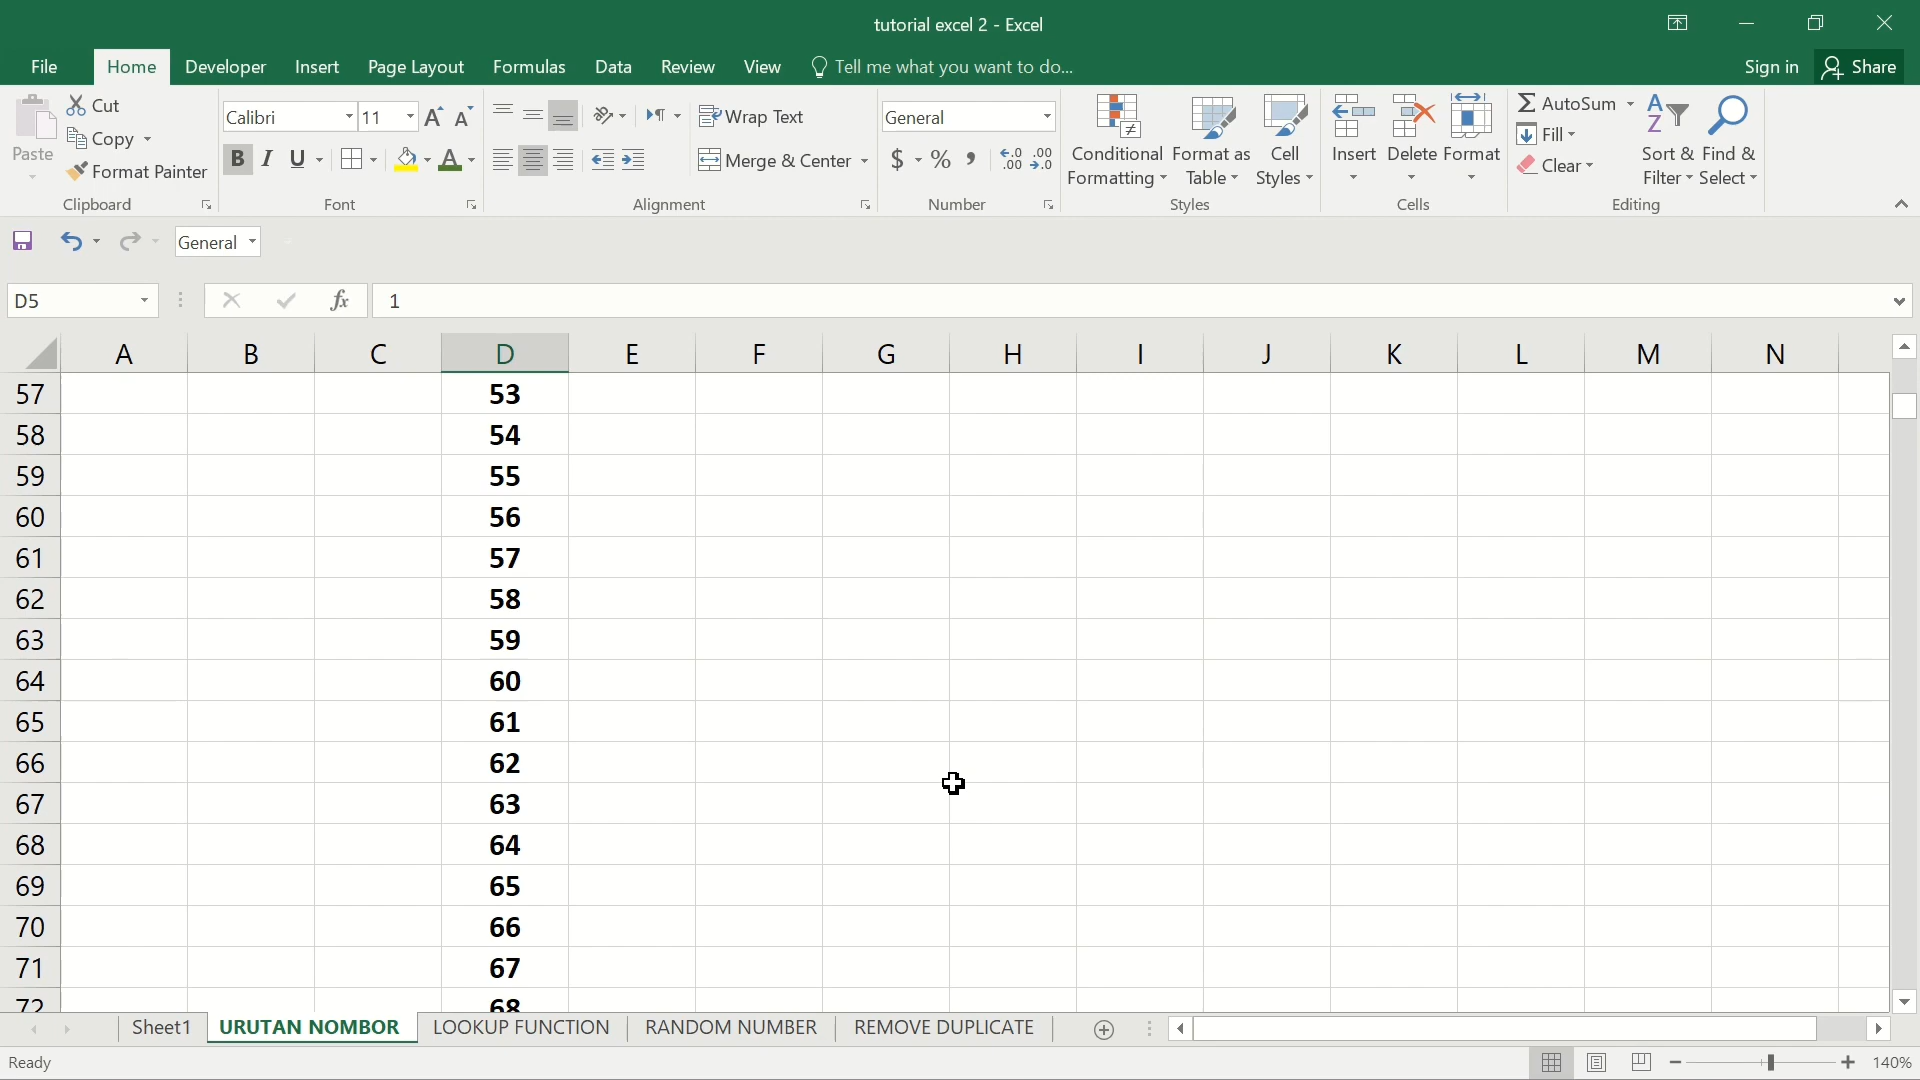 tutorial excel 2 - Excel
File Home Developer Insert Page Layout Formulas Data Review View Tell me what you want to do... Sign in Share
Paste Cut Copy Format Painter Clipboard
Calibri 11 B I U A Font
Wrap Text Merge & Center Alignment
General $ % , Number
Conditional Formatting Format as Table Cell Styles Styles
Insert Delete Format Cells
AutoSum Fill Clear Sort & Filter Find & Select Editing
General
D5 fx 1
A B C D E F G H I J K L M N
57 53
58 54
59 55
60 56
61 57
62 58
63 59
64 60
65 61
66 62
67 63
68 64
69 65
70 66
71 67
72 68
Sheet1 URUTAN NOMBOR LOOKUP FUNCTION RANDOM NUMBER REMOVE DUPLICATE
Ready 140%